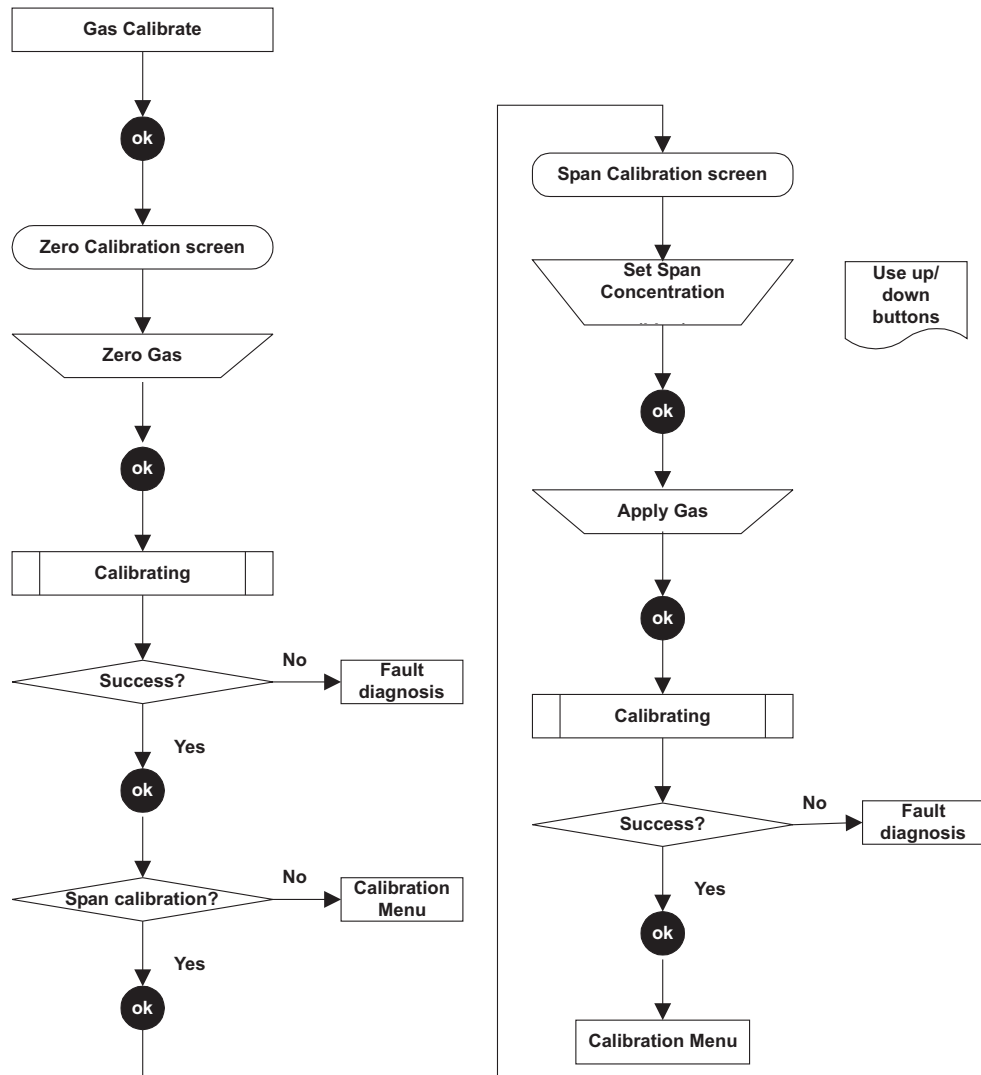 Gas Calibrate
ok
Zero Calibration screen
Zero Gas
ok
Calibrating
Success?
No
Fault
diagnosis
Yes
ok
Span calibration?
No
Calibration
Menu
Yes
ok
Span Calibration screen
Set Span
Concentration
Use up/
down
buttons
ok
Apply Gas
ok
Calibrating
Success?
No
Fault
diagnosis
Yes
ok
Calibration Menu